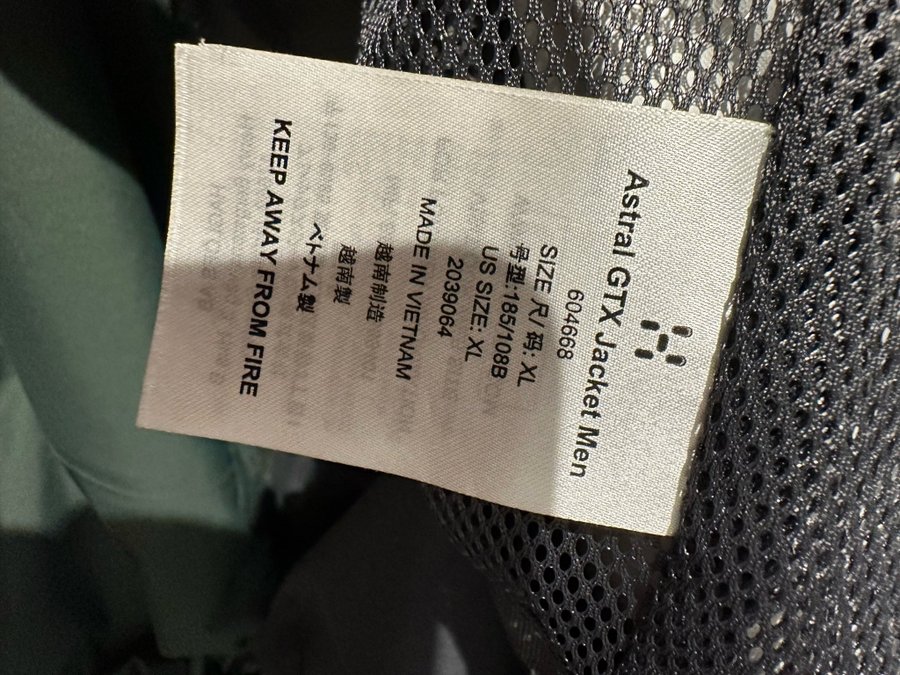 Astral GTX Jacket Men
604668
SIZE 尺/码: XL
号型:185/108B
US SIZE: XL
2039064
MADE IN VIETNAM
越南制造
越南製
ベトナム製
KEEP AWAY FROM FIRE